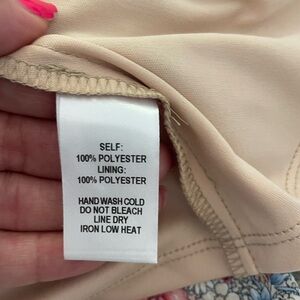 SELF:
100% POLYESTER
LINING:
100% POLYESTER
HAND WASH COLD
DO NOT BLEACH
LINE DRY
IRON LOW HEAT